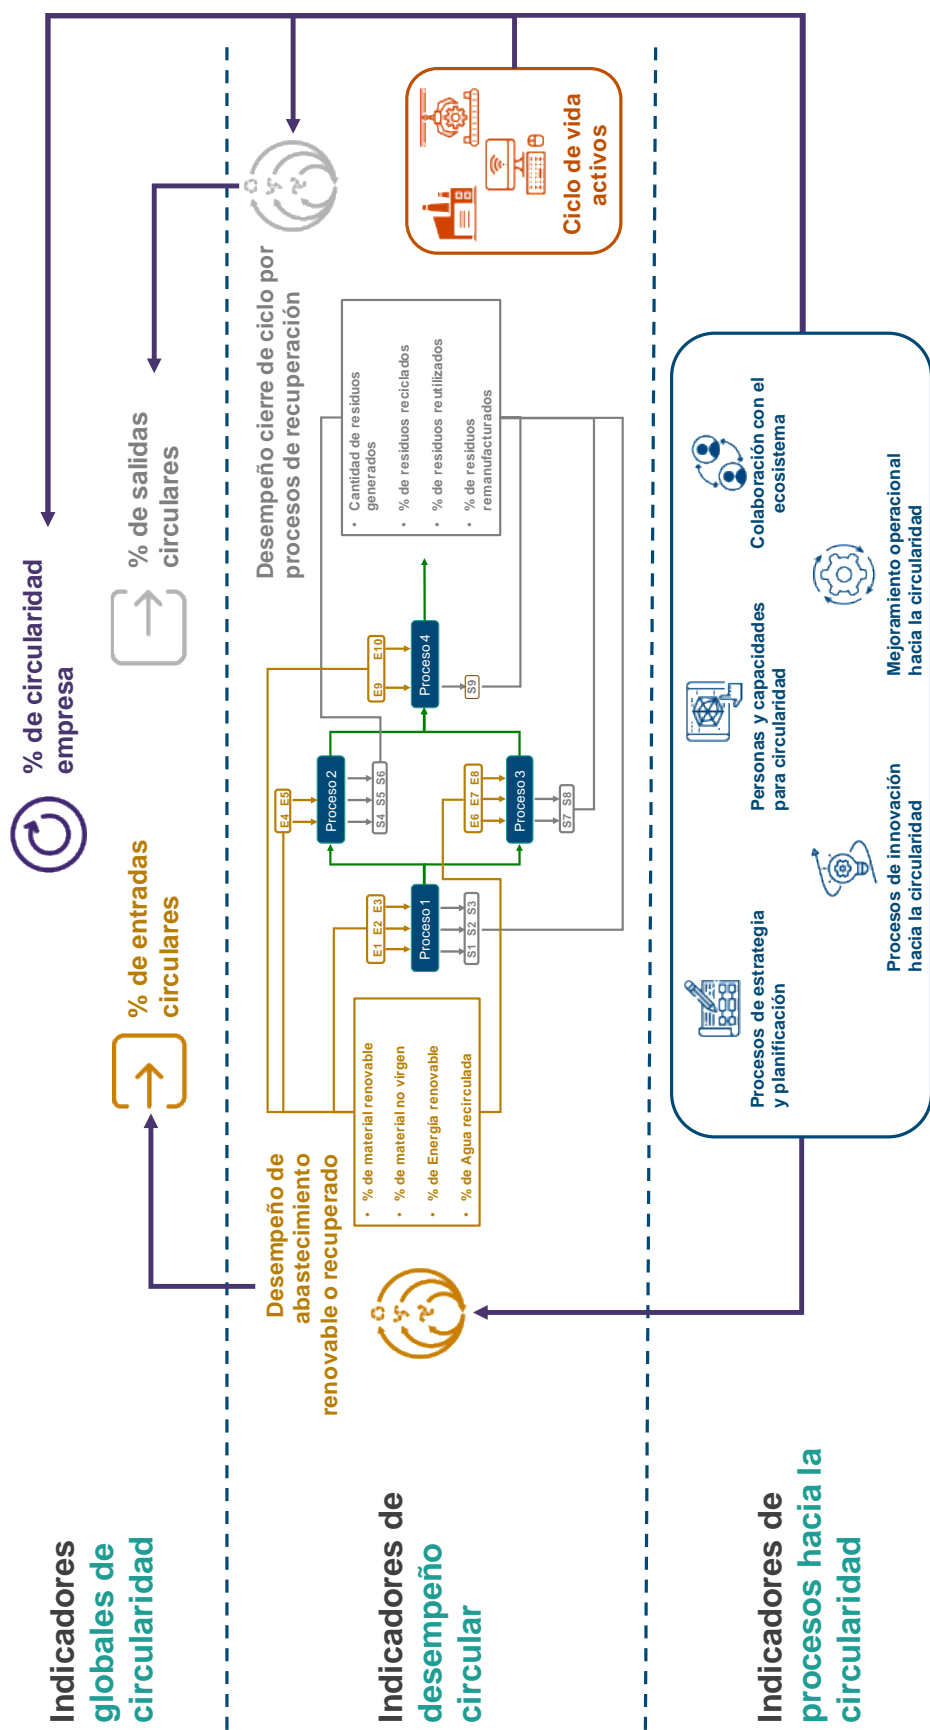 Indicadores
globales de
circularidad
% de circularidad
empresa
% de entradas
circulares
% de salidas
circulares
Indicadores de
desempeño
circular
Desempeño de
abastecimiento
renovable o recuperado
• % de material renovable
• % de material no virgen
• % de Energía renovable
• % de Agua recirculada
E1 E2 E3
Proceso 1
S1 S2 S3
E4 E5
Proceso 2
S4 S5 S6
E6 E7 E8
Proceso 3
S7 S8
E9 E10
Proceso 4
S9
Desempeño cierre de ciclo por
procesos de recuperación
• Cantidad de residuos
generados
• % de residuos reciclados
• % de residuos reutilizados
• % de residuos
remanufacturados
Ciclo de vida
activos
Indicadores de
procesos hacia la
circularidad
Procesos de estrategia
y planificación
Personas y capacidades
para circularidad
Colaboración con el
ecosistema
Procesos de innovación
hacia la circularidad
Mejoramiento operacional
hacia la circularidad